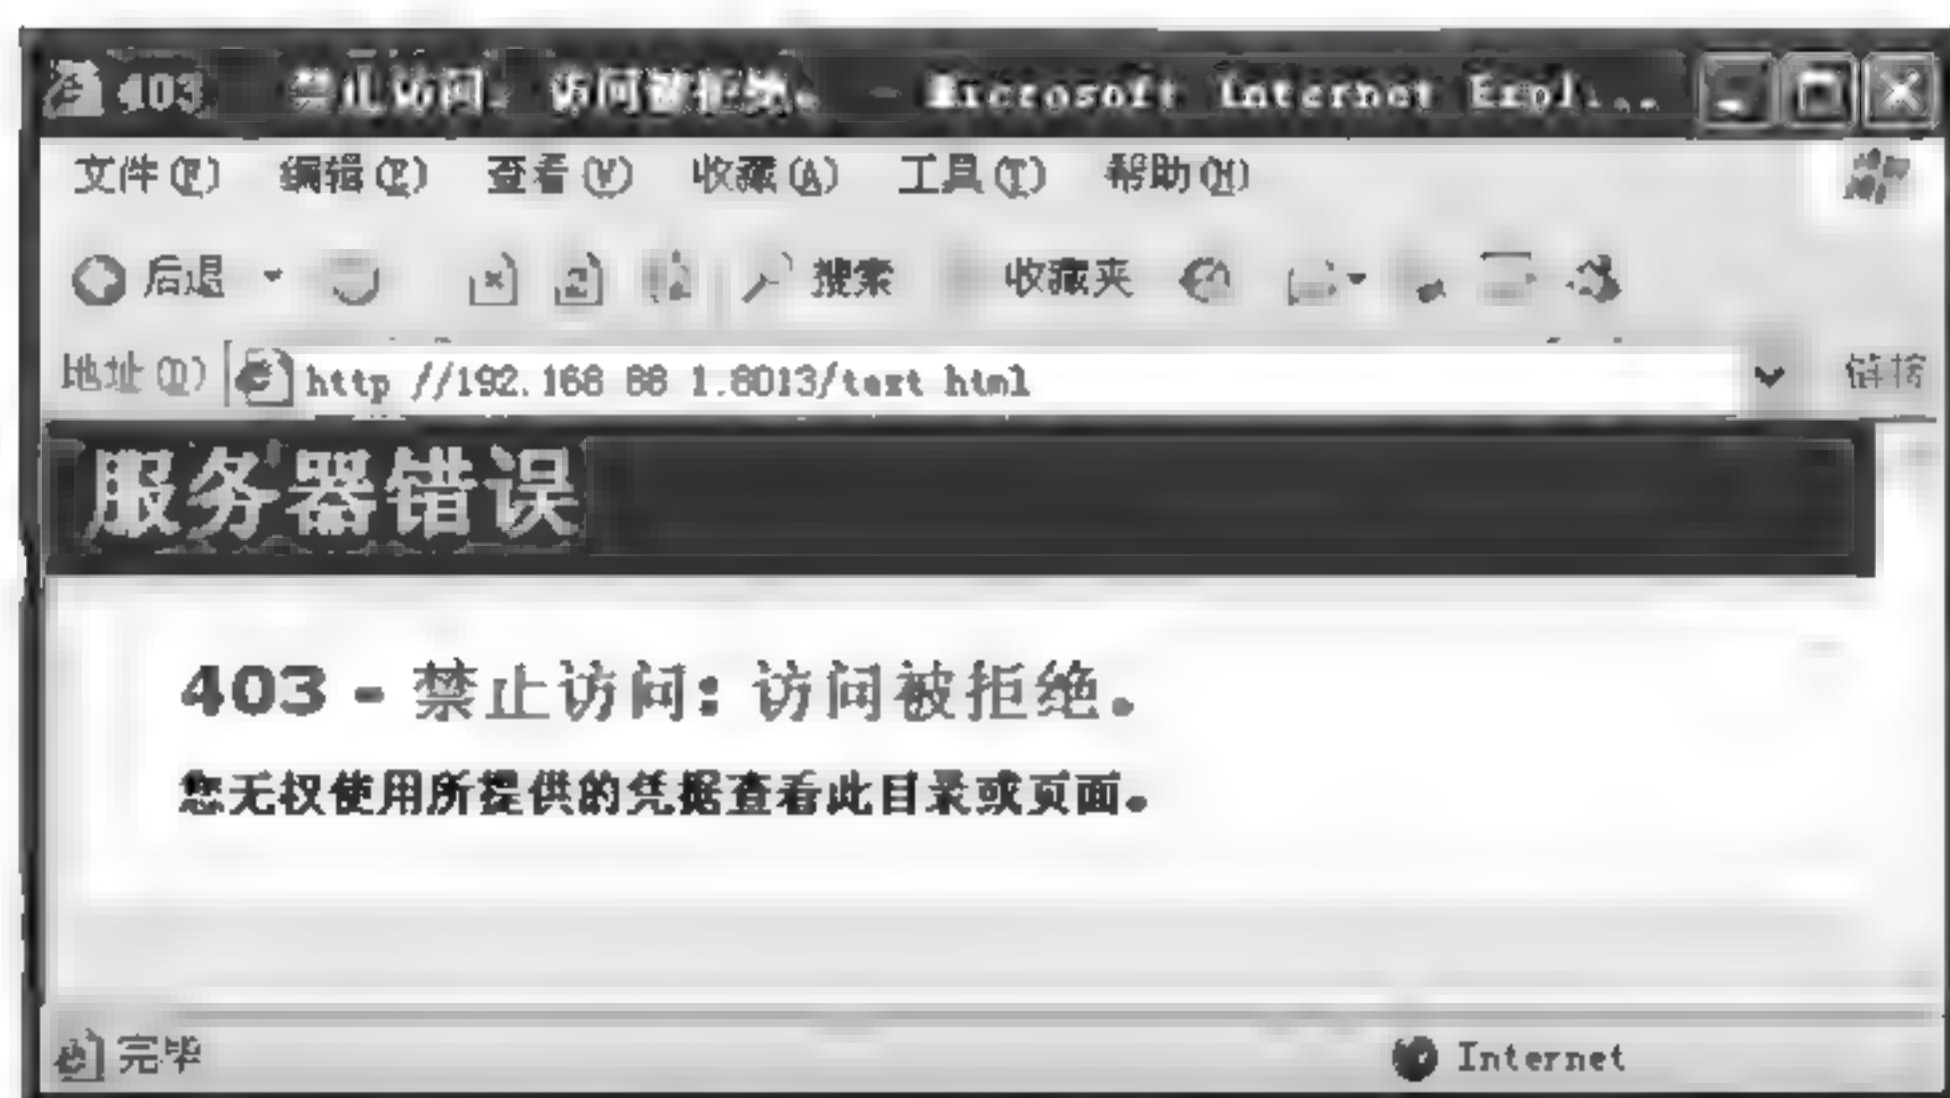 403 - 禁止访问: 访问被拒绝。 - Microsoft Internet Expl...
文件(F) 编辑(E) 查看(V) 收藏(A) 工具(T) 帮助(H)
后退 搜索 收藏夹
地址(D) http://192.168.88.1:8013/test.html 链接
服务器错误
403 - 禁止访问: 访问被拒绝。
您无权使用所提供的凭据查看此目录或页面。
完毕 Internet